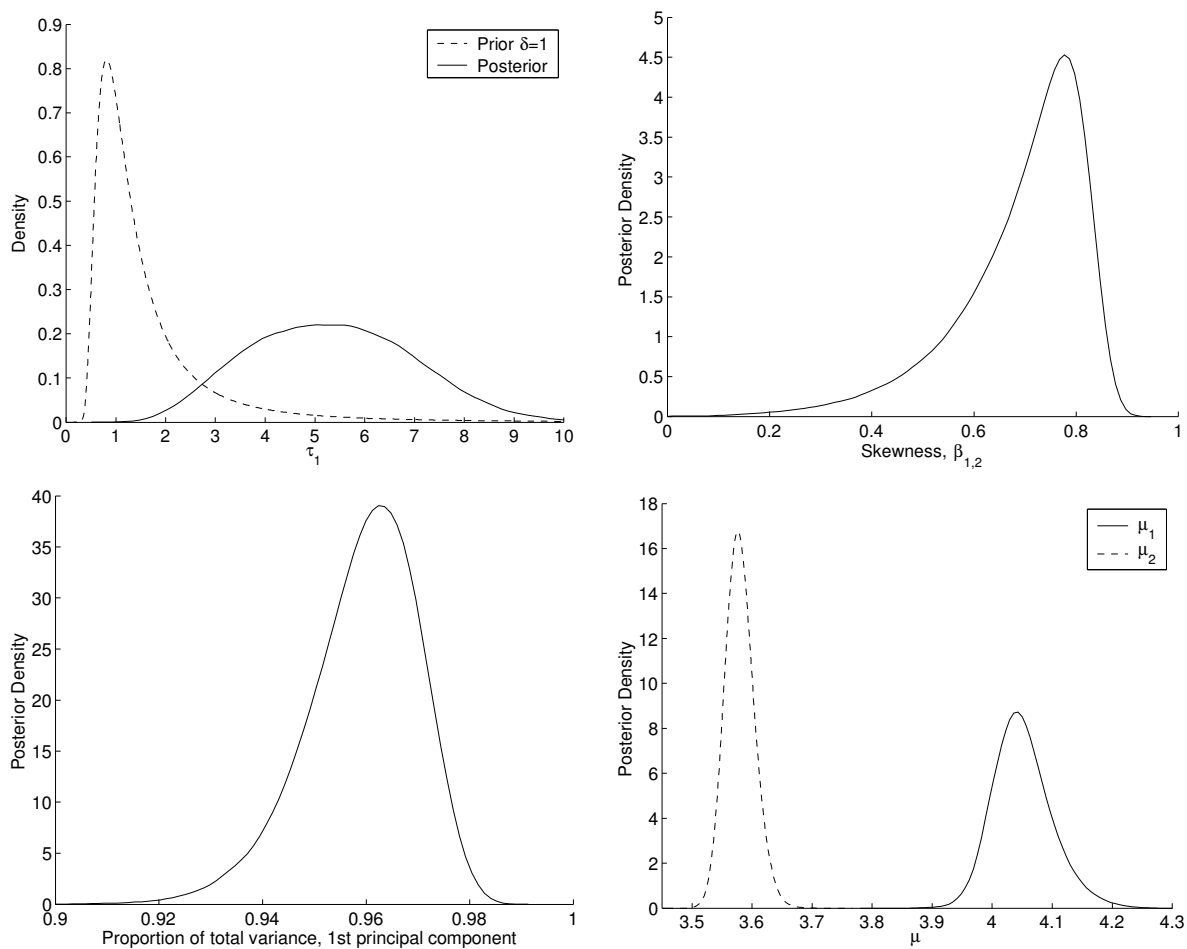 0.9
0.8
0.7
0.6
0.5
0.4
0.3
0.2
0.1
0
Density
0 1 2 3 4 5 6 7 8 9 10
τ₁
Prior δ=1
Posterior
5
4.5
4
3.5
3
2.5
2
1.5
1
0.5
0
Posterior Density
0 0.2 0.4 0.6 0.8 1
Skewness, β₁,₂
40
35
30
25
20
15
10
5
0
Posterior Density
0.9 0.92 0.94 0.96 0.98 1
Proportion of total variance, 1st principal component
18
16
14
12
10
8
6
4
2
0
Posterior Density
3.5 3.6 3.7 3.8 3.9 4 4.1 4.2 4.3
μ
μ₁
μ₂